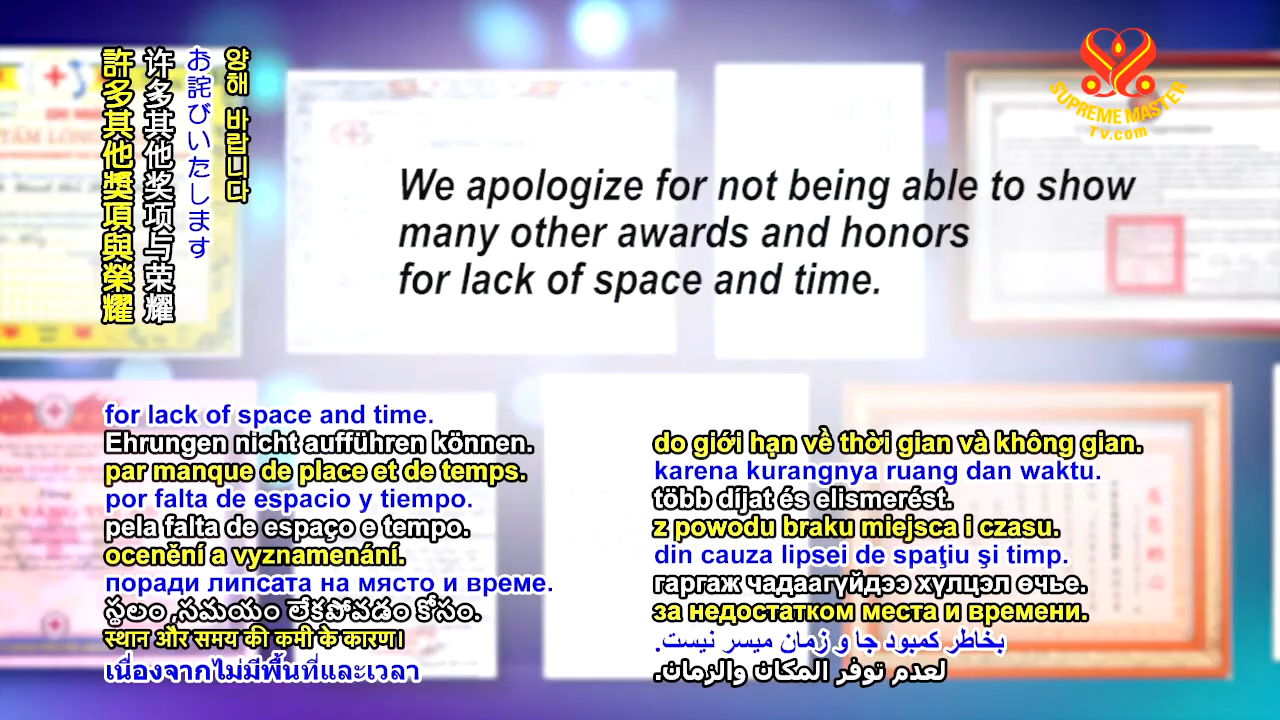 許多其他獎項與榮耀
许多其他奖项与荣耀
お詫びいたします
양해 바랍니다
SUPREME MASTER
TV.com
We apologize for not being able to show
many other awards and honors
for lack of space and time.
for lack of space and time.
Ehrungen nicht aufführen können.
par manque de place et de temps.
por falta de espacio y tiempo.
pela falta de espaço e tempo.
ocenění a vyznamenání.
поради липсата на място и време.
స్థలం ,సమయం లేకపోవడం కోసం.
स्थान और समय की कमी के कारण।
เนื่องจากไม่มีพื้นที่และเวลา
do giới hạn về thời gian và không gian.
karena kurangnya ruang dan waktu.
több díjat és elismerést.
z powodu braku miejsca i czasu.
din cauza lipsei de spaţiu şi timp.
гаргаж чадаагүйдээ хүлцэл өчье.
за недостатком места и времени.
بخاطر کمبود جا و زمان میسر نیست.
لعدم توفر المكان والزمان.